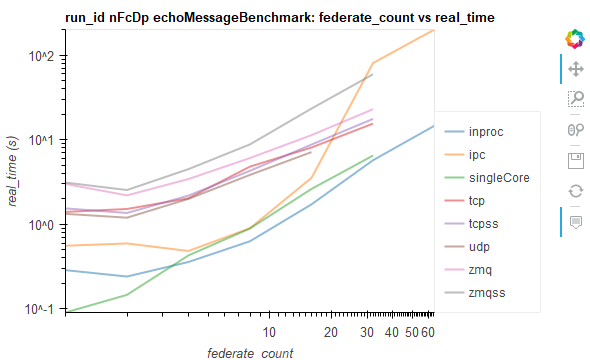 run_id nFcDp echoMessageBenchmark: federate_count vs real_time
real_time (s)
10^2
10^1
10^0
10^-1
10
20
30
40
50
60
federate_count
inproc
ipc
singleCore
tcp
tcpss
udp
zmq
zmqss